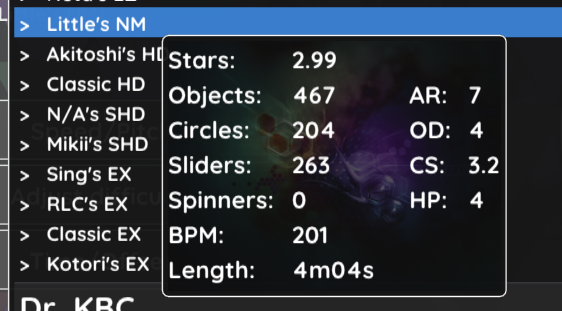 > Little's NM
> Akitoshi's HD
> Classic HD
> N/A's SHD
> Mikii's SHD
> Sing's EX
> RLC's EX
> Classic EX
> Kotori's EX
Stars: 2.99
Objects: 467 AR: 7
Circles: 204 OD: 4
Sliders: 263 CS: 3.2
Spinners: 0 HP: 4
BPM: 201
Length: 4m04s